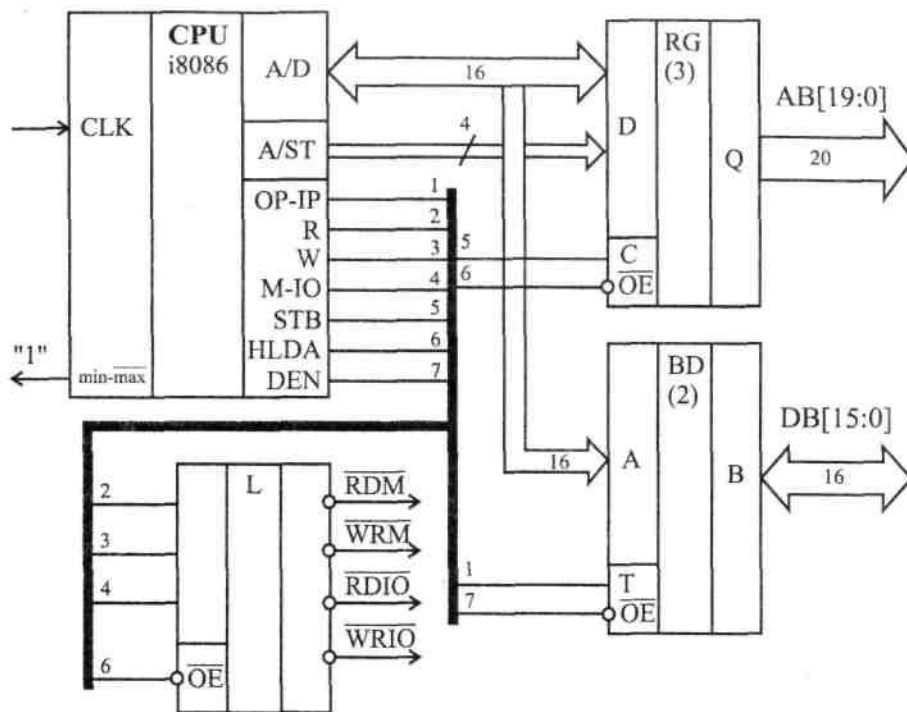 CPU
i8086
CLK
"1"
min-max
A/D
A/ST
OP-IP
R
W
M-IO
STB
HLDA
DEN
16
4
1
2
3
4
5
6
7
5
6
RG
(3)
D
Q
C
OE
AB[19:0]
20
BD
(2)
16
A
B
T
OE
1
7
DB[15:0]
16
L
2
3
4
6
OE
RDM
WRM
RDIO
WRIO